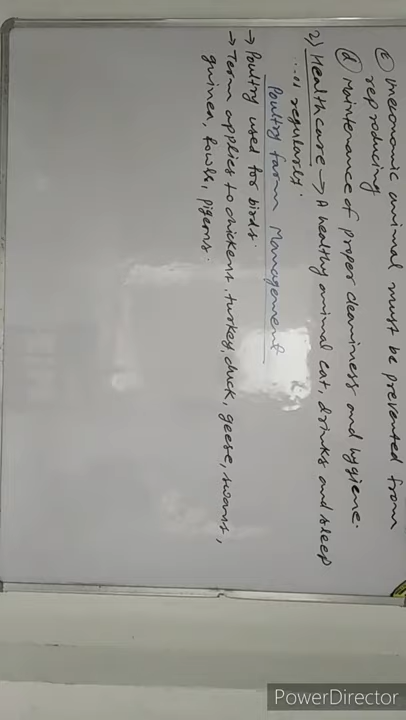 (c) uneconomic animal must be prevented from
reproducing
(d) Maintenance of proper cleanness and hygiene.
2) Health care → A healthy animal eat, drinks and sleep
regularly.
Poultry farm Management
→ Poultry used for birds.
→ Term applies to chickens, turkey, duck, geese, swans,
guinea, fowls, pigeons.
PowerDirector